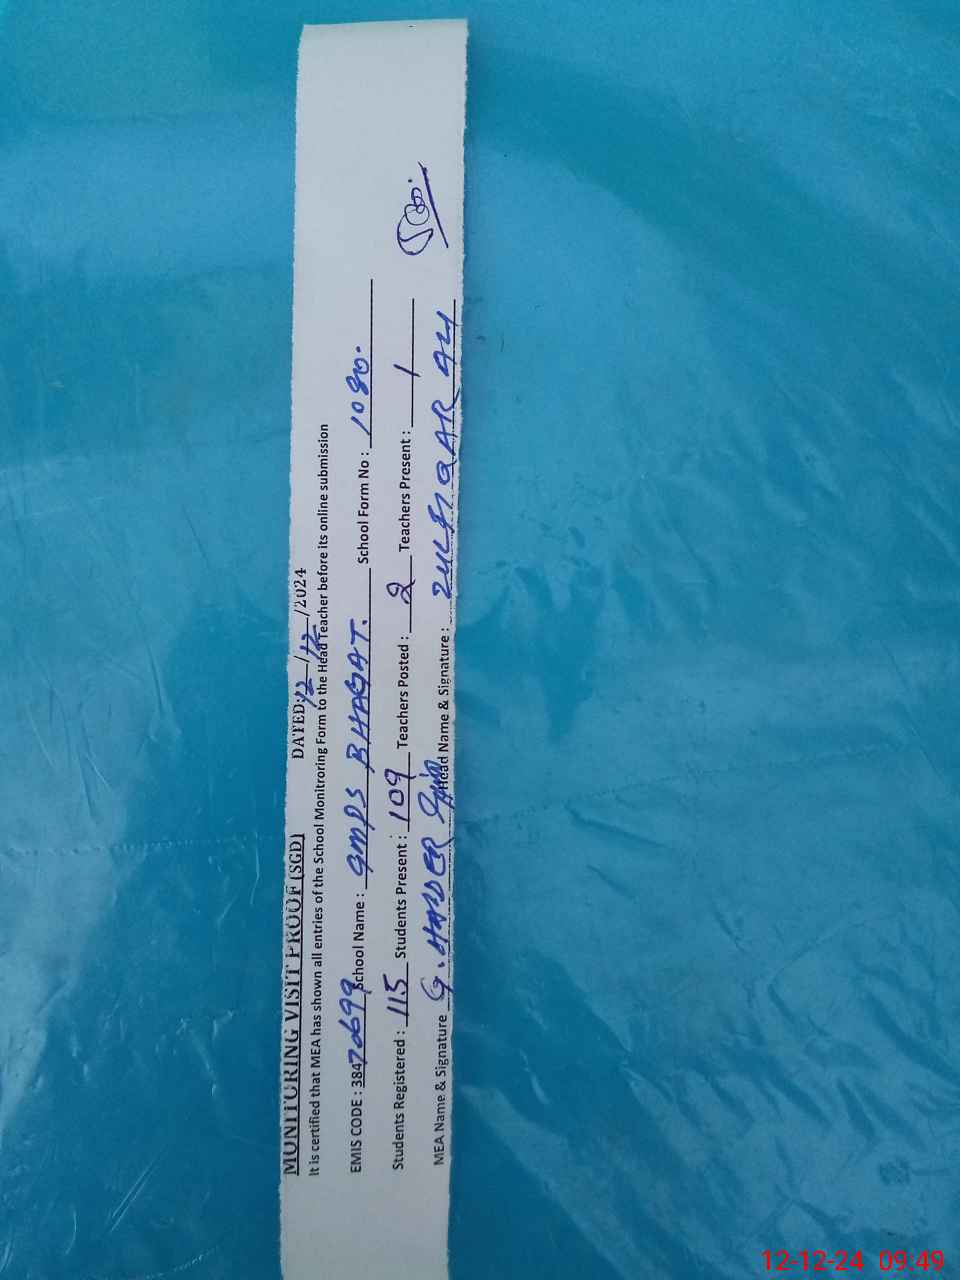 MONITORING VISIT PROOF (SGD) DATED: 12/12/2024
It is certified that MEA has shown all entries of the School Monitroring Form to the Head Teacher before its online submission
EMIS CODE : 38470699 School Name : GMPS BHAGAT. School Form No : 1080.
Students Registered : 115 Students Present : 109 Teachers Posted : 2 Teachers Present : 1
MEA Name & Signature G. HAIDER Head Name & Signature : ZULFIQAR ALI
12-12-24 09:49